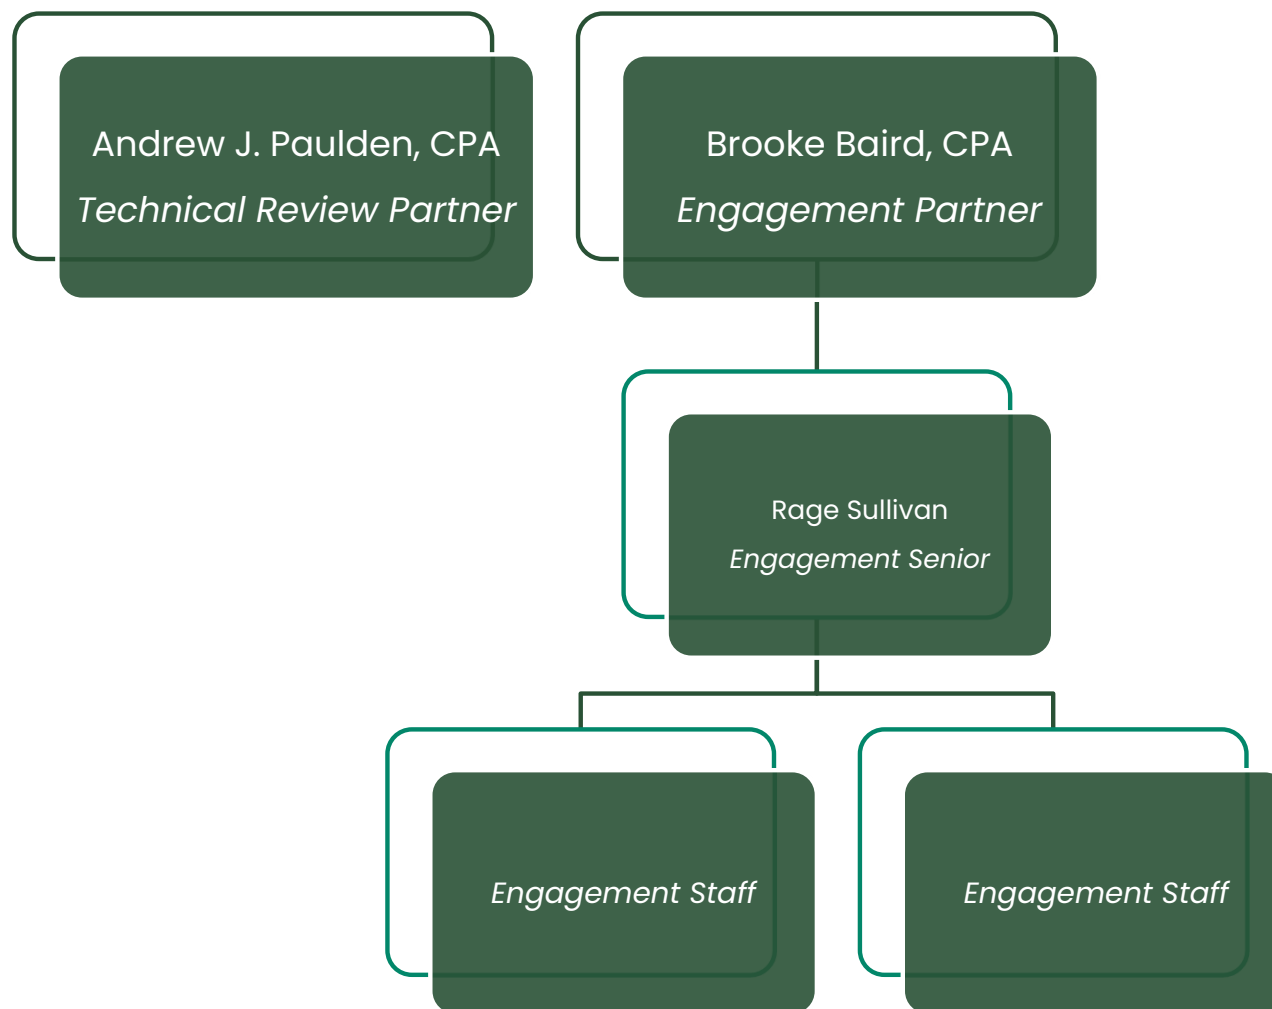 Andrew J. Paulden, CPA
Technical Review Partner
Brooke Baird, CPA
Engagement Partner
Rage Sullivan
Engagement Senior
Engagement Staff
Engagement Staff